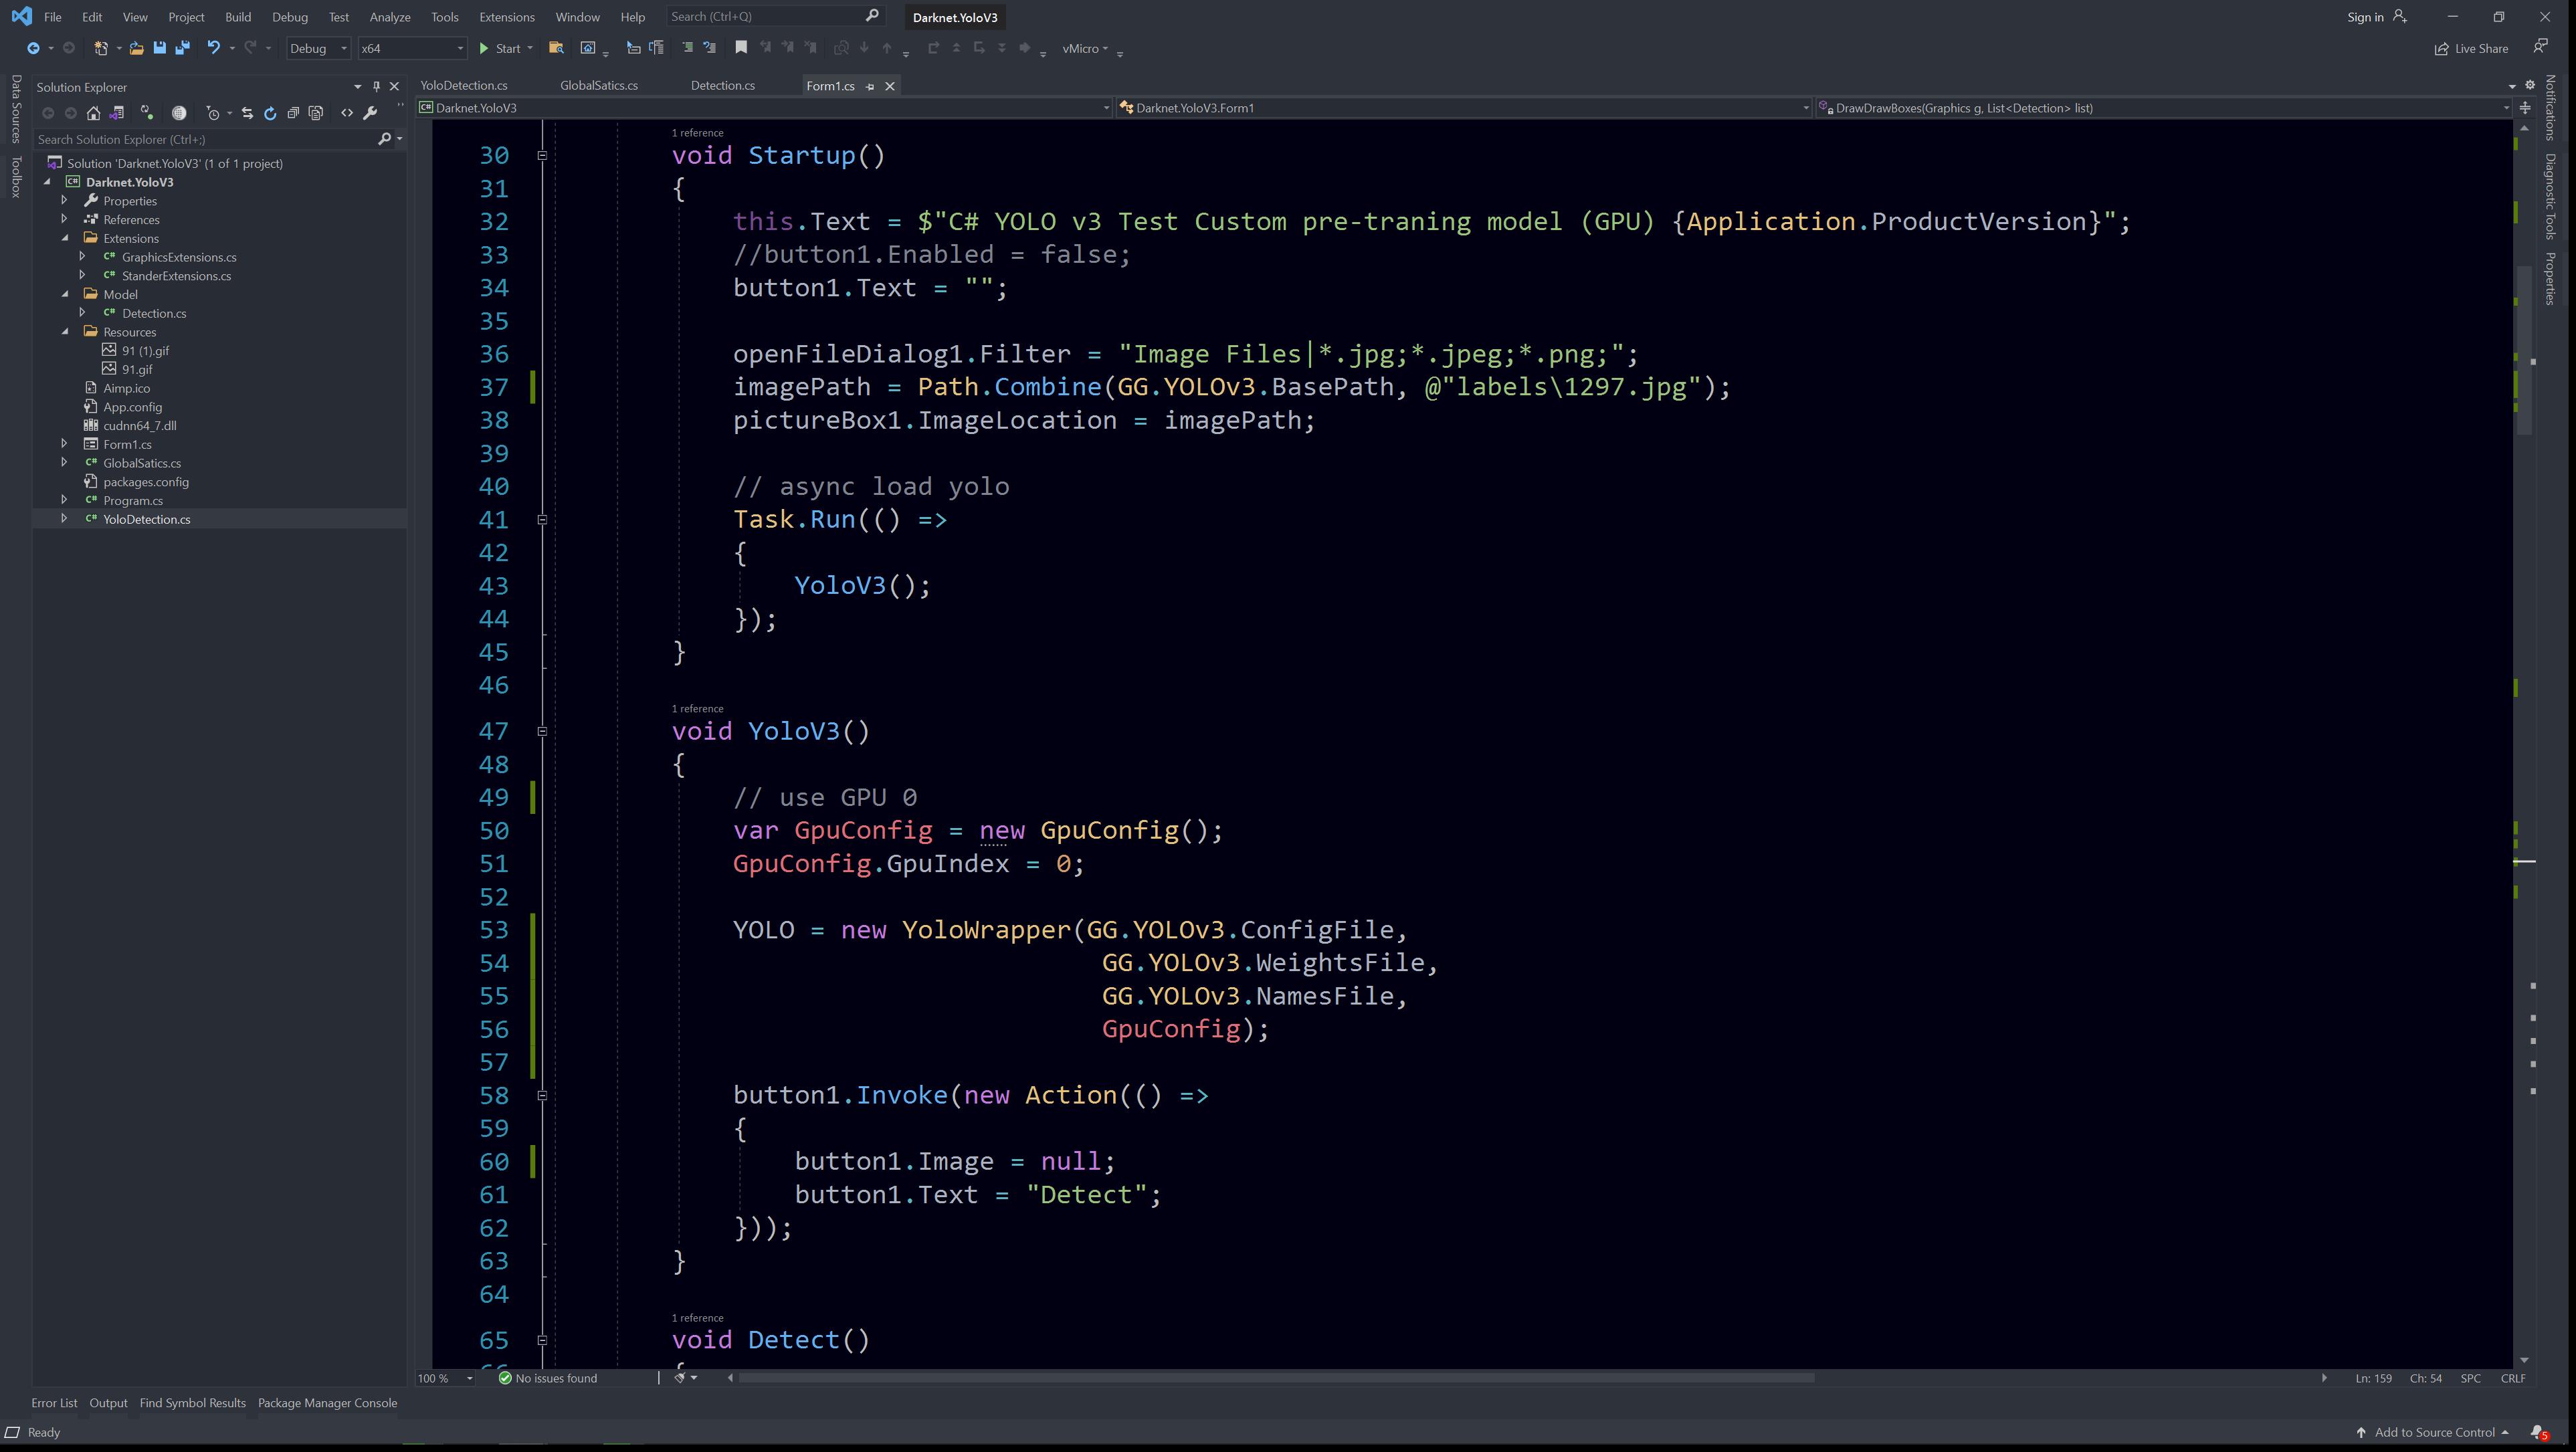 File Edit View Project Build Debug Test Analyze Tools Extensions Window Help Search (Ctrl+Q) Darknet.YoloV3 Sign in
Debug x64 Start vMicro Live Share
Data Sources
Toolbox
Solution Explorer
Search Solution Explorer (Ctrl+;)
Solution 'Darknet.YoloV3' (1 of 1 project)
Darknet.YoloV3
Properties
References
Extensions
GraphicsExtensions.cs
StanderExtensions.cs
Model
Detection.cs
Resources
91 (1).gif
91.gif
Aimp.ico
App.config
cudnn64_7.dll
Form1.cs
GlobalSatics.cs
packages.config
Program.cs
YoloDetection.cs
YoloDetection.cs GlobalSatics.cs Detection.cs Form1.cs
Darknet.YoloV3 Darknet.YoloV3.Form1 DrawDrawBoxes(Graphics g, List<Detection> list)
1 reference
30 void Startup()
31 {
32 this.Text = $"C# YOLO v3 Test Custom pre-traning model (GPU) {Application.ProductVersion}";
33 //button1.Enabled = false;
34 button1.Text = "";
35
36 openFileDialog1.Filter = "Image Files|*.jpg;*.jpeg;*.png;";
37 imagePath = Path.Combine(GG.YOLOv3.BasePath, @"labels\1297.jpg");
38 pictureBox1.ImageLocation = imagePath;
39
40 // async load yolo
41 Task.Run(() =>
42 {
43 YoloV3();
44 });
45 }
46
1 reference
47 void YoloV3()
48 {
49 // use GPU 0
50 var GpuConfig = new GpuConfig();
51 GpuConfig.GpuIndex = 0;
52
53 YOLO = new YoloWrapper(GG.YOLOv3.ConfigFile,
54 GG.YOLOv3.WeightsFile,
55 GG.YOLOv3.NamesFile,
56 GpuConfig);
57
58 button1.Invoke(new Action(() =>
59 {
60 button1.Image = null;
61 button1.Text = "Detect";
62 }));
63 }
64
1 reference
65 void Detect()
Notifications
Diagnostic Tools
Properties
100 % No issues found Ln: 159 Ch: 54 SPC CRLF
Error List Output Find Symbol Results Package Manager Console
Ready Add to Source Control 5